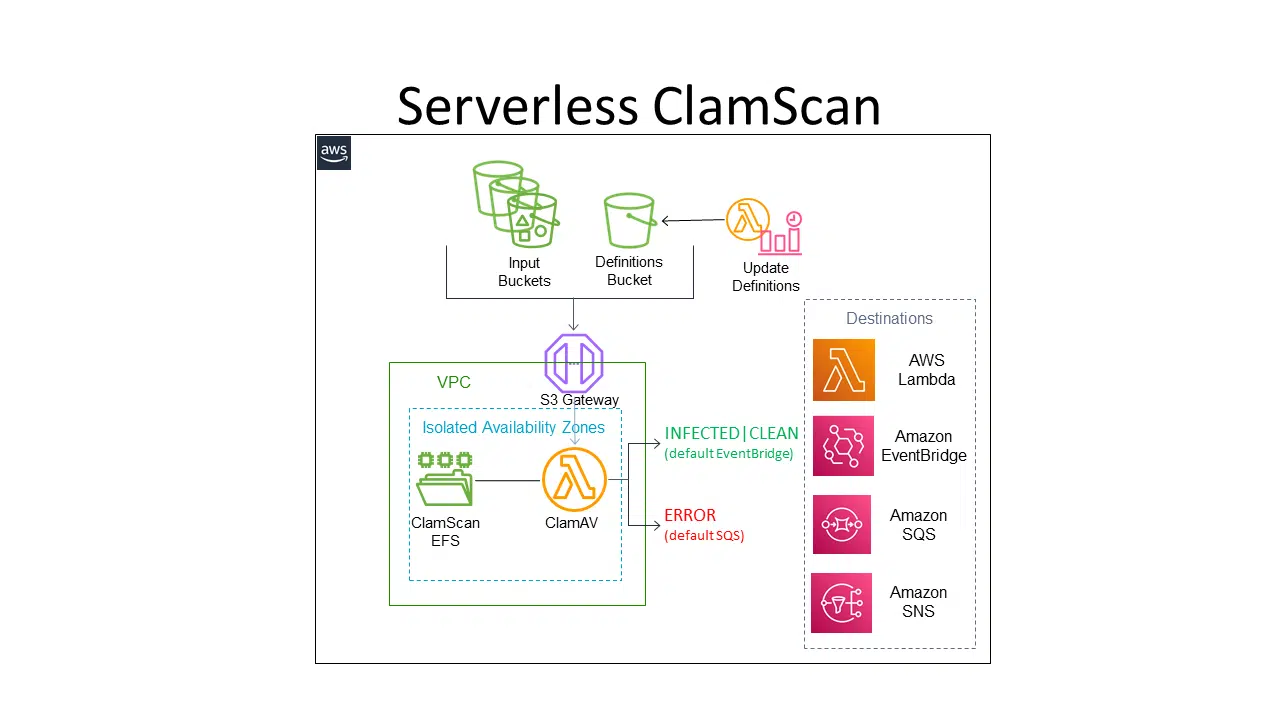 Serverless ClamScan
aws
Input
Buckets
Definitions
Bucket
Update
Definitions
Destinations
AWS
Lambda
Amazon
EventBridge
Amazon
SQS
Amazon
SNS
VPC
S3 Gateway
Isolated Availability Zones
ClamScan
EFS
ClamAV
INFECTED|CLEAN
(default EventBridge)
ERROR
(default SQS)